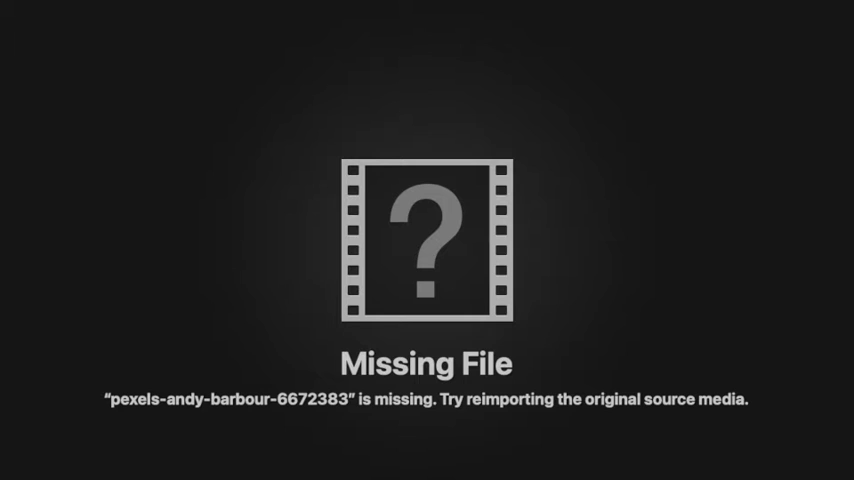 ?
Missing File
“pexels-andy-barbour-6672383” is missing. Try reimporting the original source media.